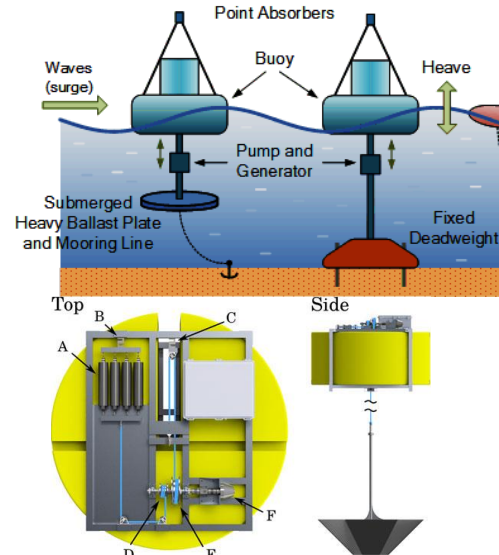 Point Absorbers
Waves
(surge)
Buoy
Heave
Pump and
Generator
Submerged
Heavy Ballast Plate
and Mooring Line
Fixed
Deadweight
Top
Side
B
C
A
D
E
F